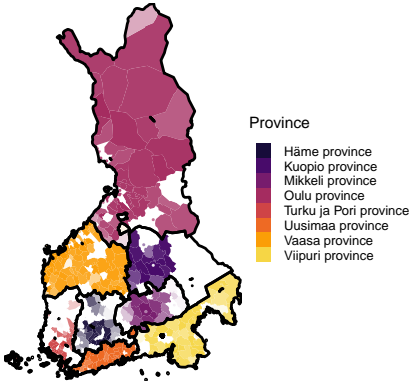 Province
Häme province
Kuopio province
Mikkeli province
Oulu province
Turku ja Pori province
Uusimaa province
Vaasa province
Viipuri province